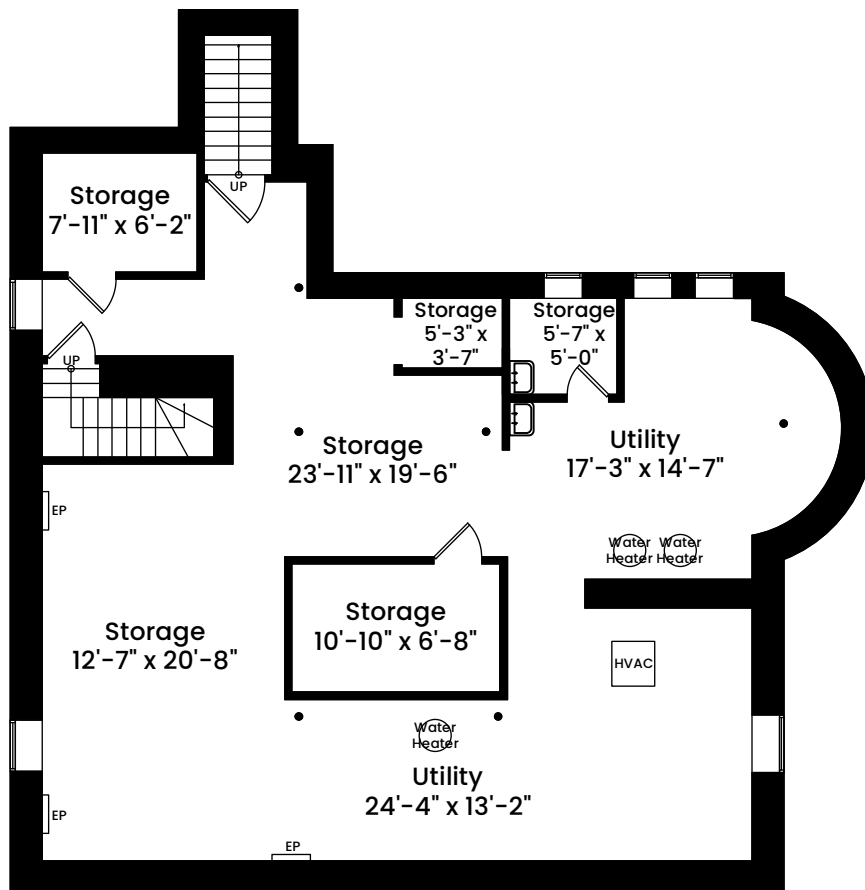 UP
Storage
7'-11" x 6'-2"
Storage
5'-3" x
3'-7"
Storage
5'-7" x
5'-0"
UP
Storage
23'-11" x 19'-6"
Utility
17'-3" x 14'-7"
EP
Water
Heater
Water
Heater
Storage
10'-10" x 6'-8"
Storage
12'-7" x 20'-8"
HVAC
Water
Heater
Utility
24'-4" x 13'-2"
EP
EP